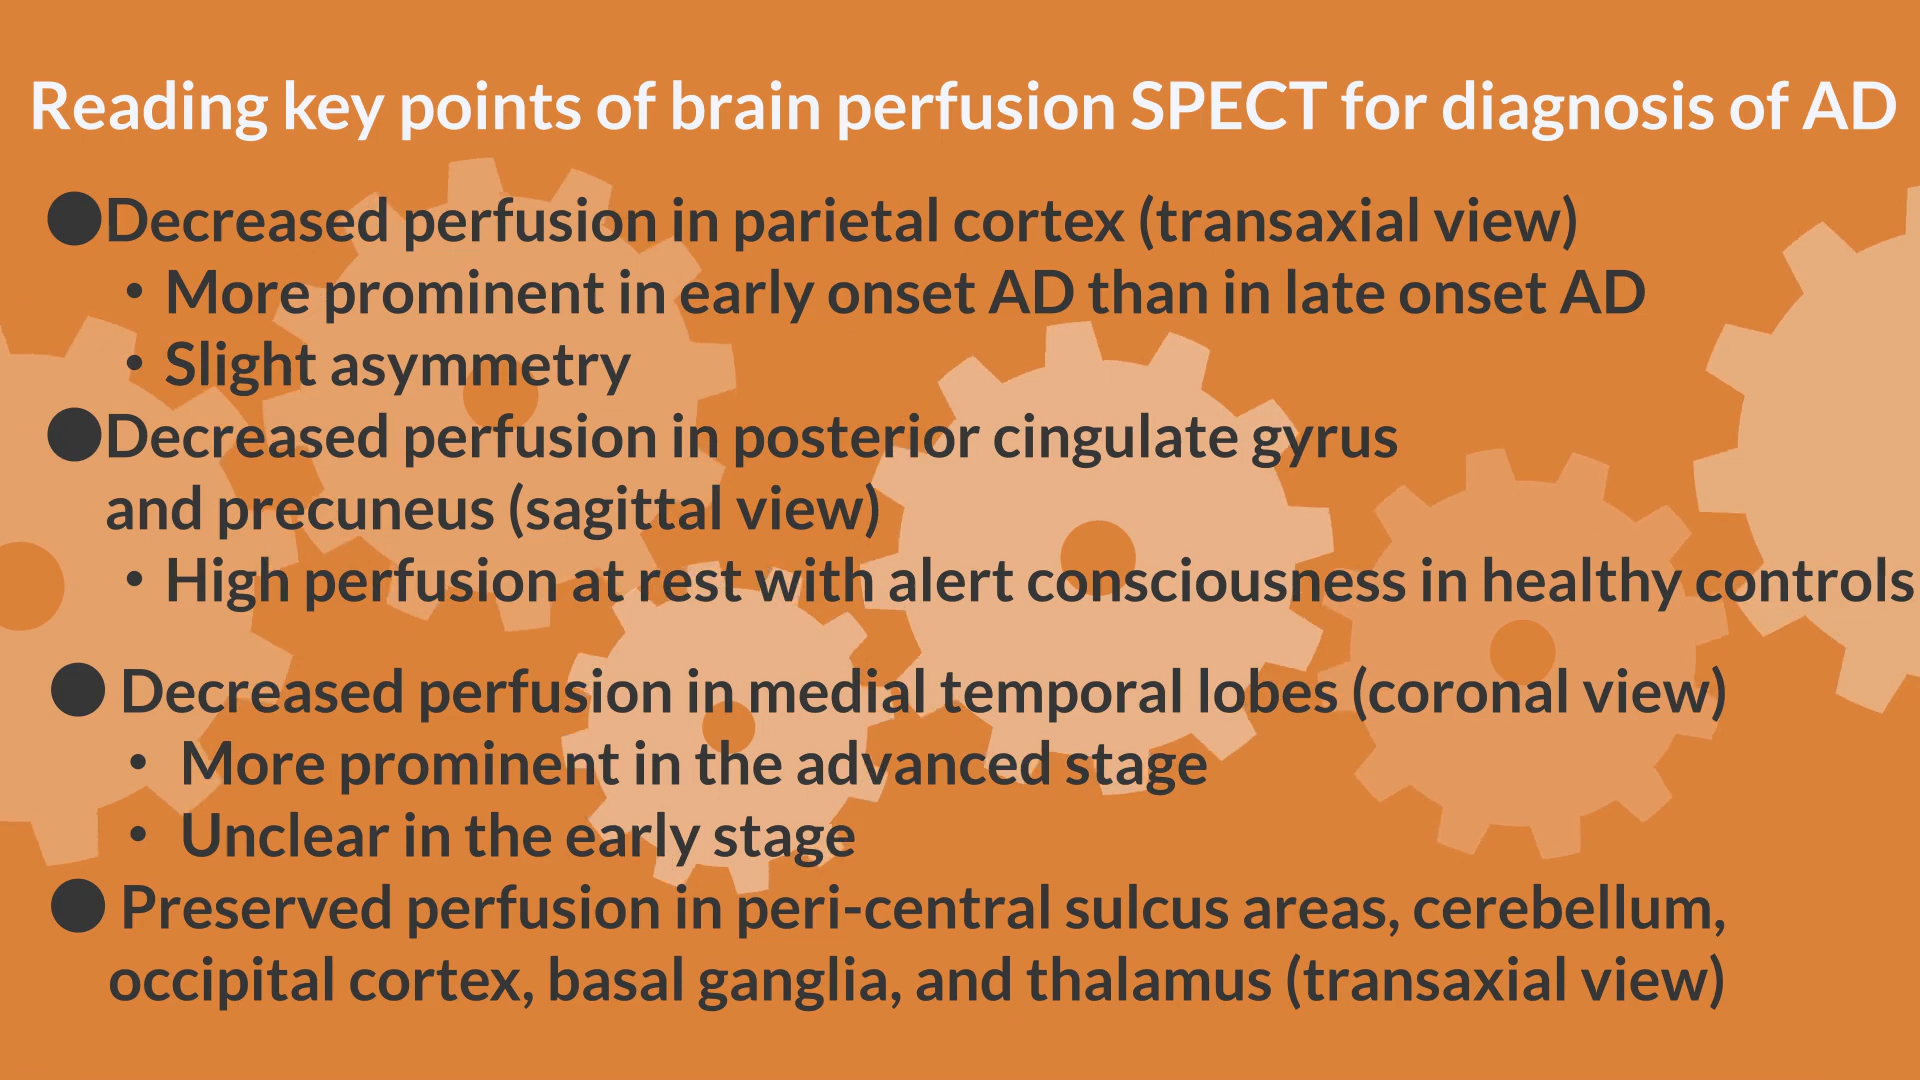 Reading key points of brain perfusion SPECT for diagnosis of AD
●Decreased perfusion in parietal cortex (transaxial view)
• More prominent in early onset AD than in late onset AD
• Slight asymmetry
●Decreased perfusion in posterior cingulate gyrus
and precuneus (sagittal view)
• High perfusion at rest with alert consciousness in healthy controls
● Decreased perfusion in medial temporal lobes (coronal view)
• More prominent in the advanced stage
• Unclear in the early stage
● Preserved perfusion in peri-central sulcus areas, cerebellum,
occipital cortex, basal ganglia, and thalamus (transaxial view)